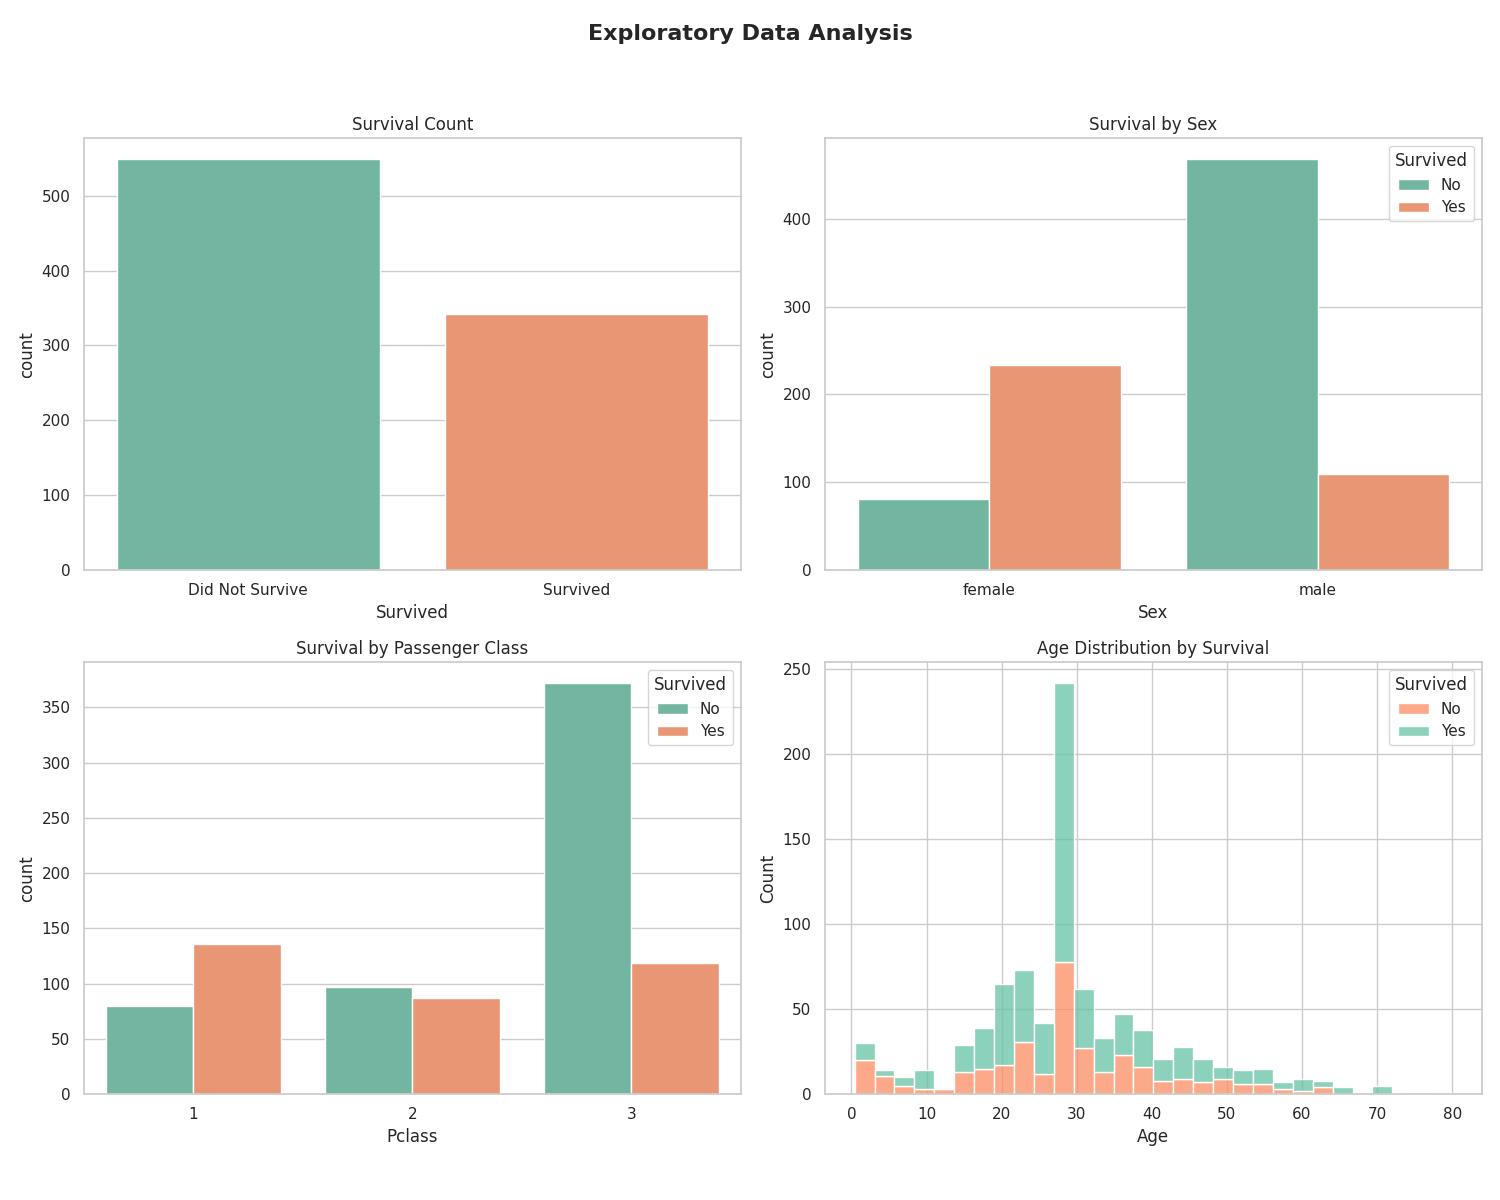 Exploratory Data Analysis
Survival Count
500
400
300
200
100
0
count
Did Not Survive
Survived
Survived
Survival by Sex
Survived
No
Yes
400
300
200
100
0
count
female
male
Sex
Survival by Passenger Class
Survived
No
Yes
350
300
250
200
150
100
50
0
count
1
2
3
Pclass
Age Distribution by Survival
Survived
No
Yes
250
200
150
100
50
0
Count
0
10
20
30
40
50
60
70
80
Age